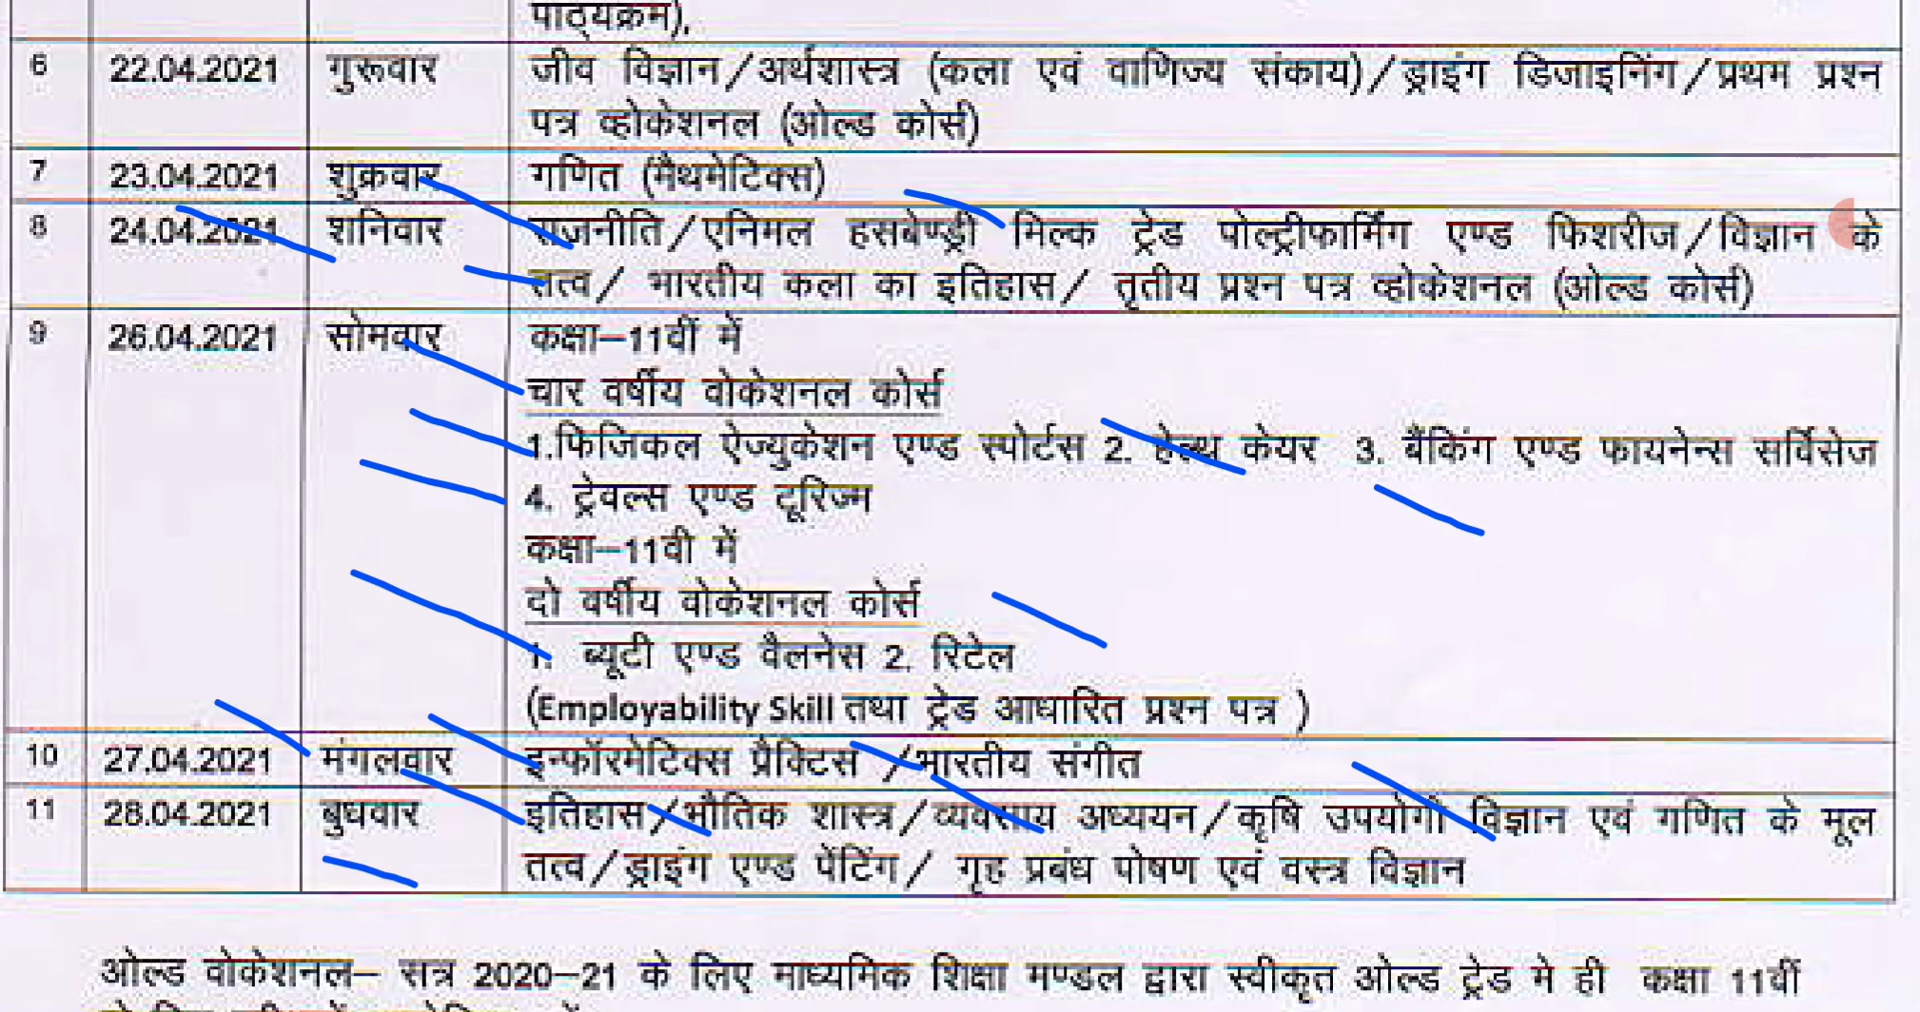 पाठ्यक्रम),
6 22.04.2021 गुरूवार जीव विज्ञान/अर्थशास्त्र (कला एवं वाणिज्य संकाय)/ड्राइंग डिजाइनिंग/प्रथम प्रश्न
पत्र व्होकेशनल (ओल्ड कोर्स)
7 23.04.2021 शुक्रवार गणित (मैथमेटिक्स)
8 24.04.2021 शनिवार राजनीति/एनिमल हसबेण्ड्री मिल्क ट्रेड पोल्ट्रीफार्मिंग एण्ड फिशरीज/विज्ञान के
तत्व/ भारतीय कला का इतिहास/ तृतीय प्रश्न पत्र व्होकेशनल (ओल्ड कोर्स)
9 26.04.2021 सोमवार कक्षा–11वीं में
चार वर्षीय वोकेशनल कोर्स
1.फिजिकल ऐज्युकेशन एण्ड स्पोर्टस 2. हेल्थ केयर 3. बैंकिंग एण्ड फायनेन्स सर्विसेज
4. ट्रेवल्स एण्ड टूरिज्म
कक्षा–11वी में
दो वर्षीय वोकेशनल कोर्स
1. ब्यूटी एण्ड वैलनेस 2. रिटेल
(Employability Skill तथा ट्रेड आधारित प्रश्न पत्र )
10 27.04.2021 मंगलवार इन्फॉरमेटिक्स प्रैक्टिस /भारतीय संगीत
11 28.04.2021 बुधवार इतिहास/भौतिक शास्त्र/व्यवसाय अध्ययन/कृषि उपयोगी विज्ञान एवं गणित के मूल
तत्व/ड्राइंग एण्ड पेंटिंग/ गृह प्रबंध पोषण एवं वस्त्र विज्ञान
ओल्ड वोकेशनल– सत्र 2020–21 के लिए माध्यमिक शिक्षा मण्डल द्वारा स्वीकृत ओल्ड ट्रेड मे ही कक्षा 11वीं